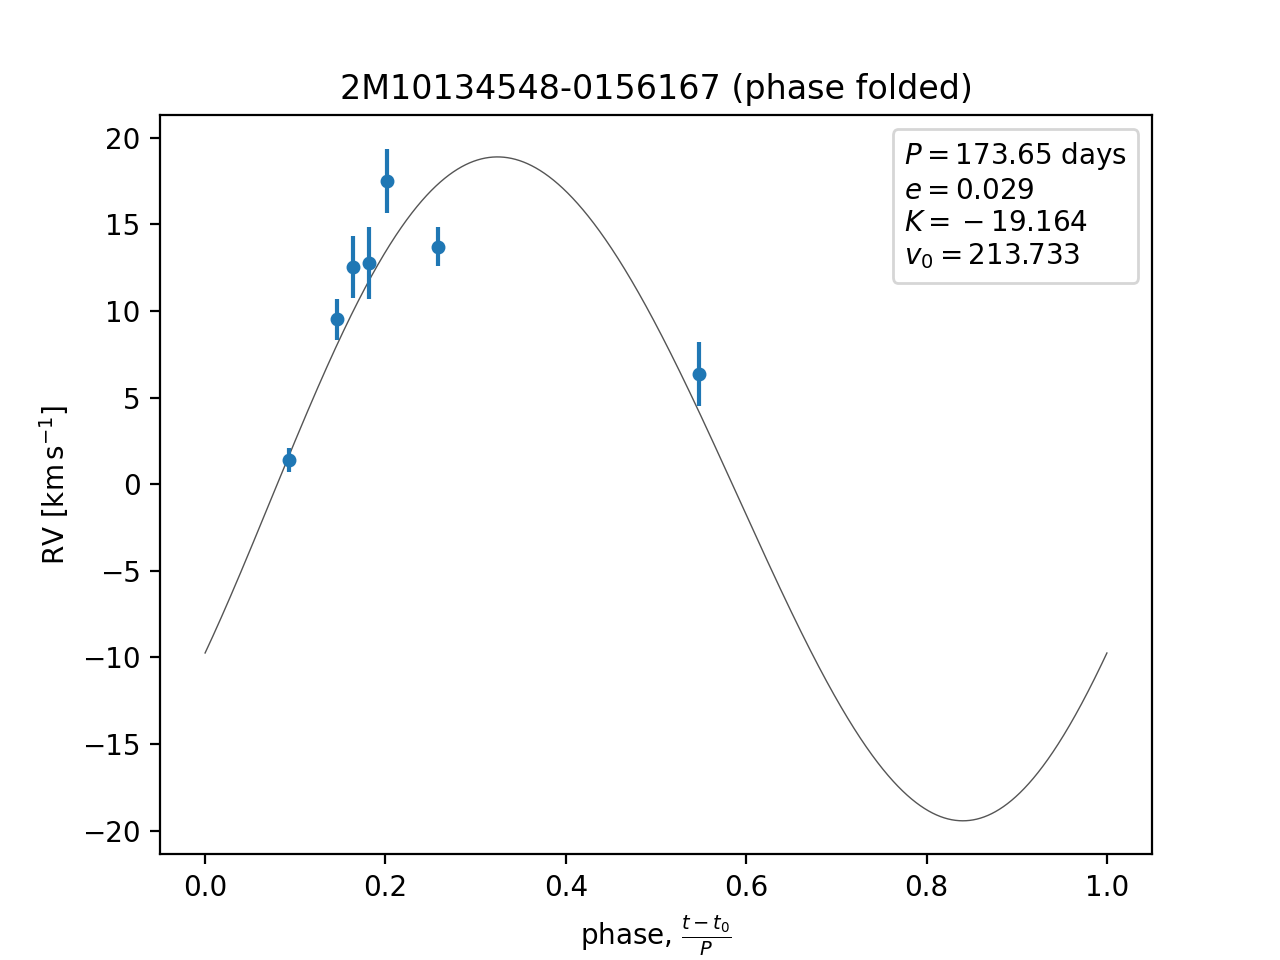 2M10134548-0156167 (phase folded)
P = 173.65 days
e = 0.029
K = −19.164
v₀ = 213.733
RV [km s⁻¹]
20
15
10
5
0
−5
−10
−15
−20
0.0 0.2 0.4 0.6 0.8 1.0
phase, (t − t₀)/P